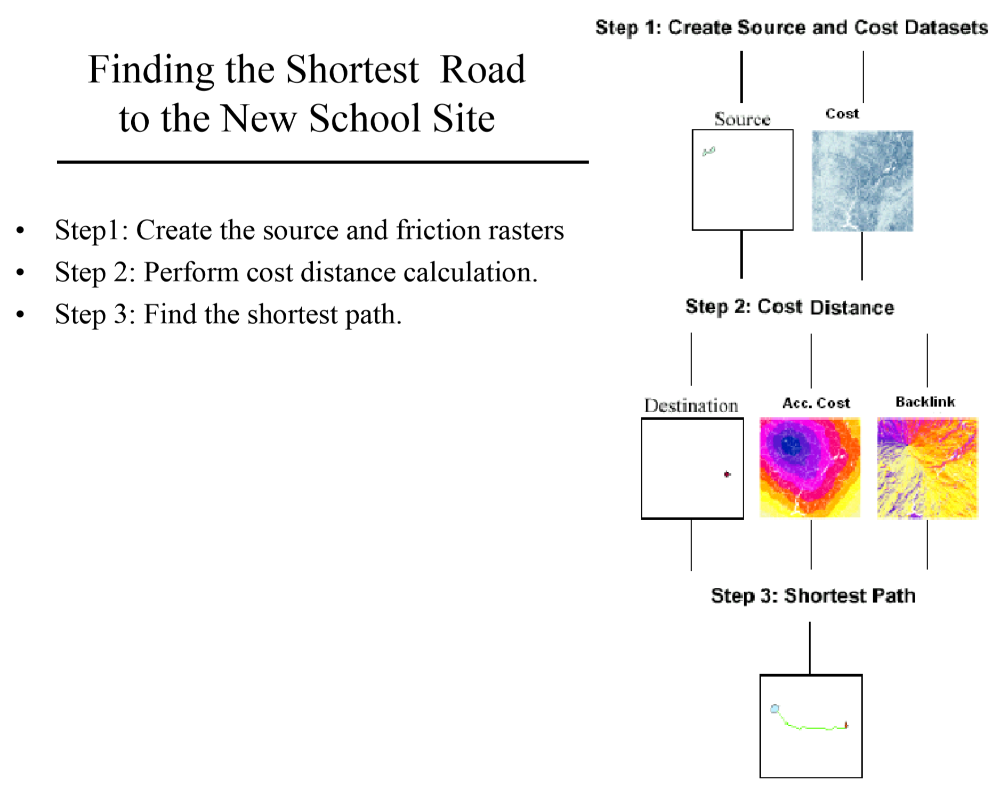 Finding the Shortest Road
to the New School Site
• Step1: Create the source and friction rasters
• Step 2: Perform cost distance calculation.
• Step 3: Find the shortest path.
Step 1: Create Source and Cost Datasets
Source
Cost
Step 2: Cost Distance
Destination
Acc. Cost
Backlink
Step 3: Shortest Path